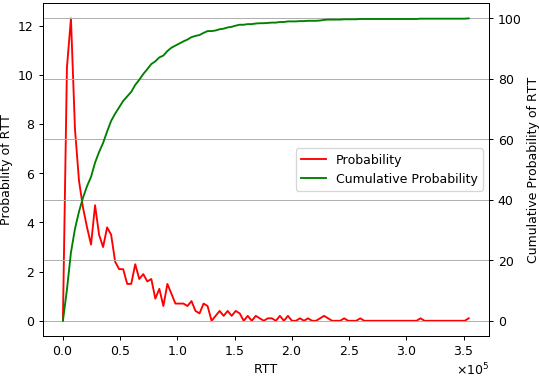 12
10
8
6
4
2
0
Probability of RTT
100
80
60
40
20
0
Cumulative Probability of RTT
Probability
Cumulative Probability
0.0 0.5 1.0 1.5 2.0 2.5 3.0 3.5
×10⁵
RTT